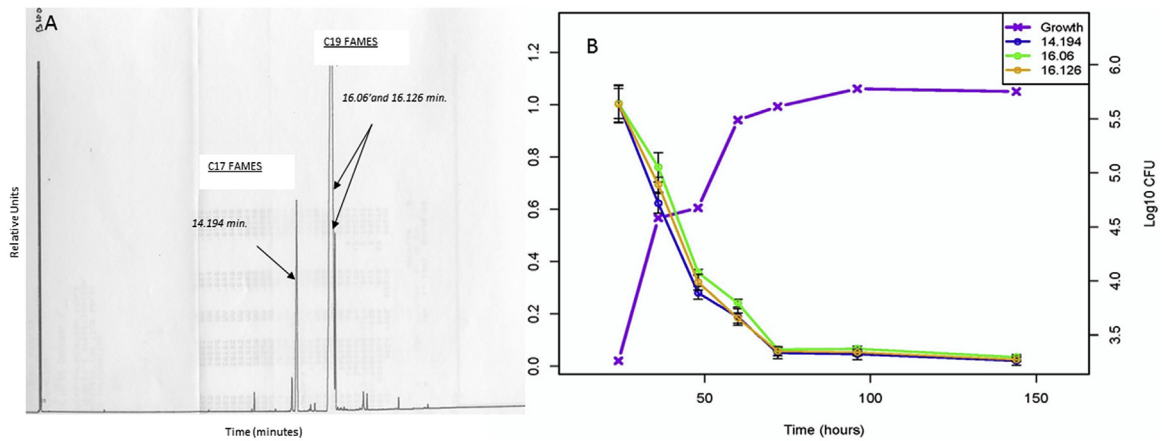 A
C19 FAMES
16.06'and 16.126 min.
C17 FAMES
14.194 min.
Relative Units
Time (minutes)
B
Growth
14.194
16.06
16.126
1.2
1.0
0.8
0.6
0.4
0.2
0.0
6.0
5.5
5.0
4.5
4.0
3.5
Log10 CFU
50
100
150
Time (hours)